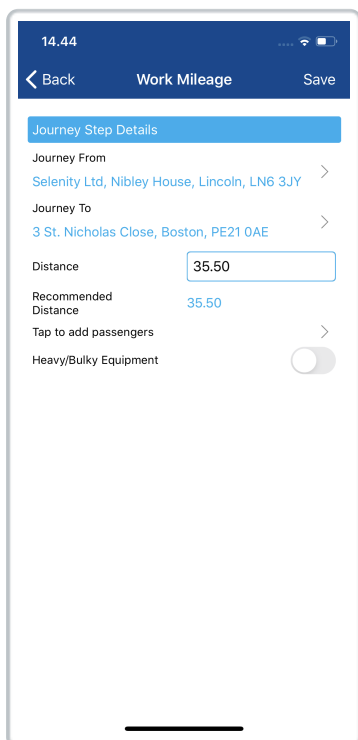 14.44
Back Work Mileage Save
Journey Step Details
Journey From
Selenity Ltd, Nibley House, Lincoln, LN6 3JY
Journey To
3 St. Nicholas Close, Boston, PE21 0AE
Distance 35.50
Recommended
Distance 35.50
Tap to add passengers
Heavy/Bulky Equipment